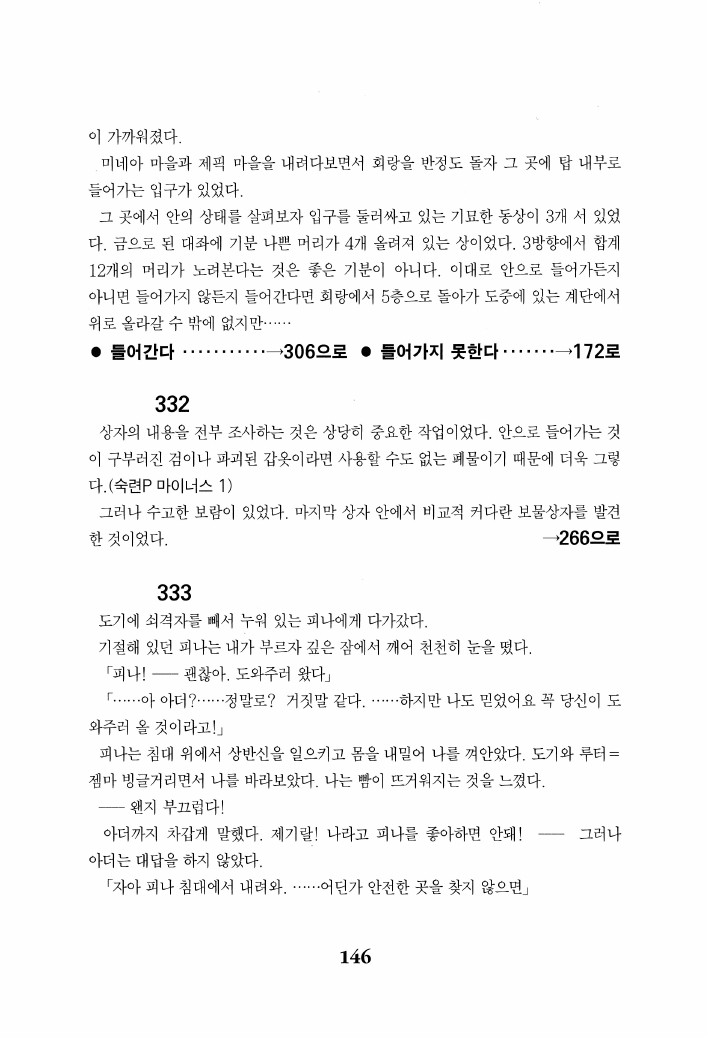 이 가까워졌다.
미네아 마을과 제픽 마을을 내려다보면서 회랑을 반정도 돌자 그 곳에 탑 내부로
들어가는 입구가 있었다.
그 곳에서 안의 상태를 살펴보자 입구를 둘러싸고 있는 기묘한 동상이 3개 서 있었
다. 금으로 된 대좌에 기분 나쁜 머리가 4개 올려져 있는 상이었다. 3방향에서 합계
12개의 머리가 노려본다는 것은 좋은 기분이 아니다. 이대로 안으로 들어가든지
아니면 들어가지 않든지 들어간다면 회랑에서 5층으로 돌아가 도중에 있는 계단에서
위로 올라갈 수 밖에 없지만……
● 들어간다 …………→306으로 ● 들어가지 못한다 ……→172로
332
상자의 내용을 전부 조사하는 것은 상당히 중요한 작업이었다. 안으로 들어가는 것
이 구부러진 검이나 파괴된 갑옷이라면 사용할 수도 없는 폐물이기 때문에 더욱 그렇
다.(숙련P 마이너스 1)
그러나 수고한 보람이 있었다. 마지막 상자 안에서 비교적 커다란 보물상자를 발견
한 것이었다. →266으로
333
도기에 쇠격자를 빼서 누워 있는 피나에게 다가갔다.
기절해 있던 피나는 내가 부르자 깊은 잠에서 깨어 천천히 눈을 떴다.
「피나! ── 괜찮아. 도와주러 왔다」
「……아 아더?……정말로? 거짓말 같다. ……하지만 나도 믿었어요 꼭 당신이 도
와주러 올 것이라고!」
피나는 침대 위에서 상반신을 일으키고 몸을 내밀어 나를 껴안았다. 도기와 루터=
젬마 빙글거리면서 나를 바라보았다. 나는 뺨이 뜨거워지는 것을 느꼈다.
── 왠지 부끄럽다!
아더까지 차갑게 말했다. 제기랄! 나라고 피나를 좋아하면 안돼! ── 그러나
아더는 대답을 하지 않았다.
「자아 피나 침대에서 내려와. ……어딘가 안전한 곳을 찾지 않으면」
146